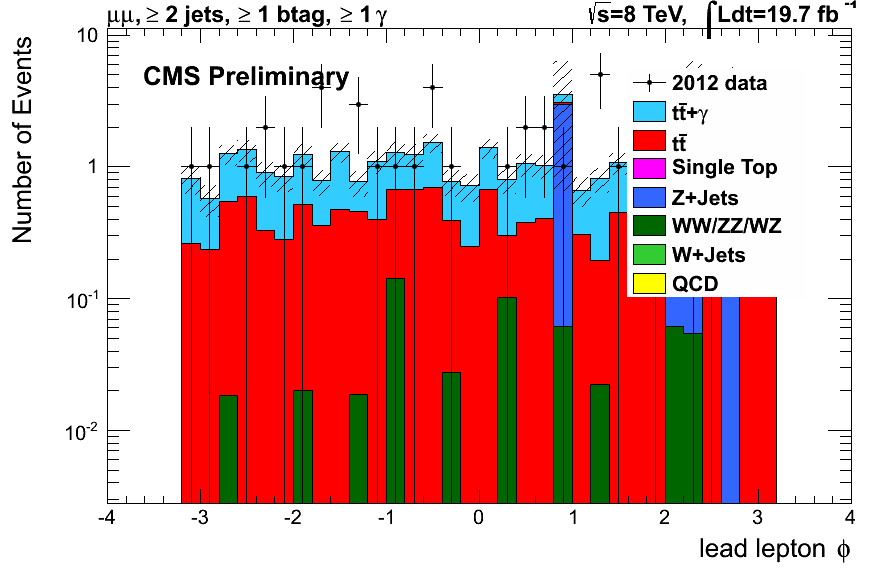 μμ, ≥ 2 jets, ≥ 1 btag, ≥ 1 γ
√s=8 TeV, ∫Ldt=19.7 fb⁻¹
CMS Preliminary
Number of Events
10
1
10⁻¹
10⁻²
2012 data
tt̄+γ
tt̄
Single Top
Z+Jets
WW/ZZ/WZ
W+Jets
QCD
-4 -3 -2 -1 0 1 2 3 4
lead lepton ϕ